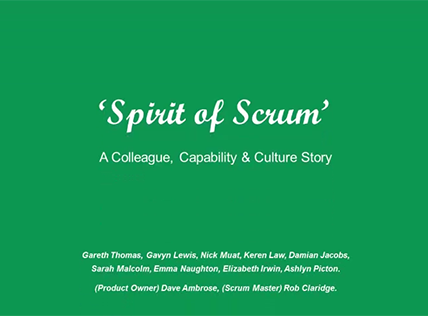 ‘Spirit of Scrum’
A Colleague, Capability & Culture Story
Gareth Thomas, Gavyn Lewis, Nick Muat, Keren Law, Damian Jacobs,
Sarah Malcolm, Emma Naughton, Elizabeth Irwin, Ashlyn Picton.
(Product Owner) Dave Ambrose, (Scrum Master) Rob Claridge.